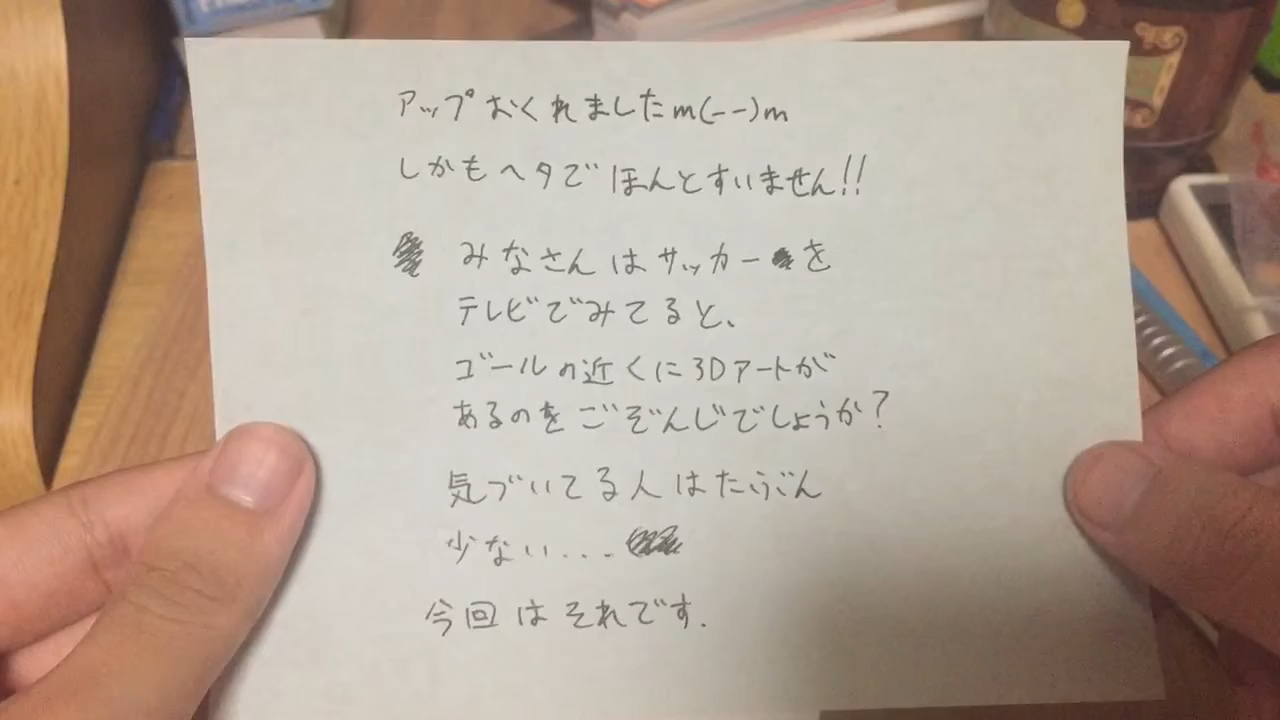 アップおくれましたm(--)m
しかもヘタでほんとすいません!!
みなさんはサッカーを
テレビでみてると、
ゴールの近くに3Dアートが
あるのをごぞんじでしょうか?
気づいてる人はたぶん
少ない...
今回はそれです.